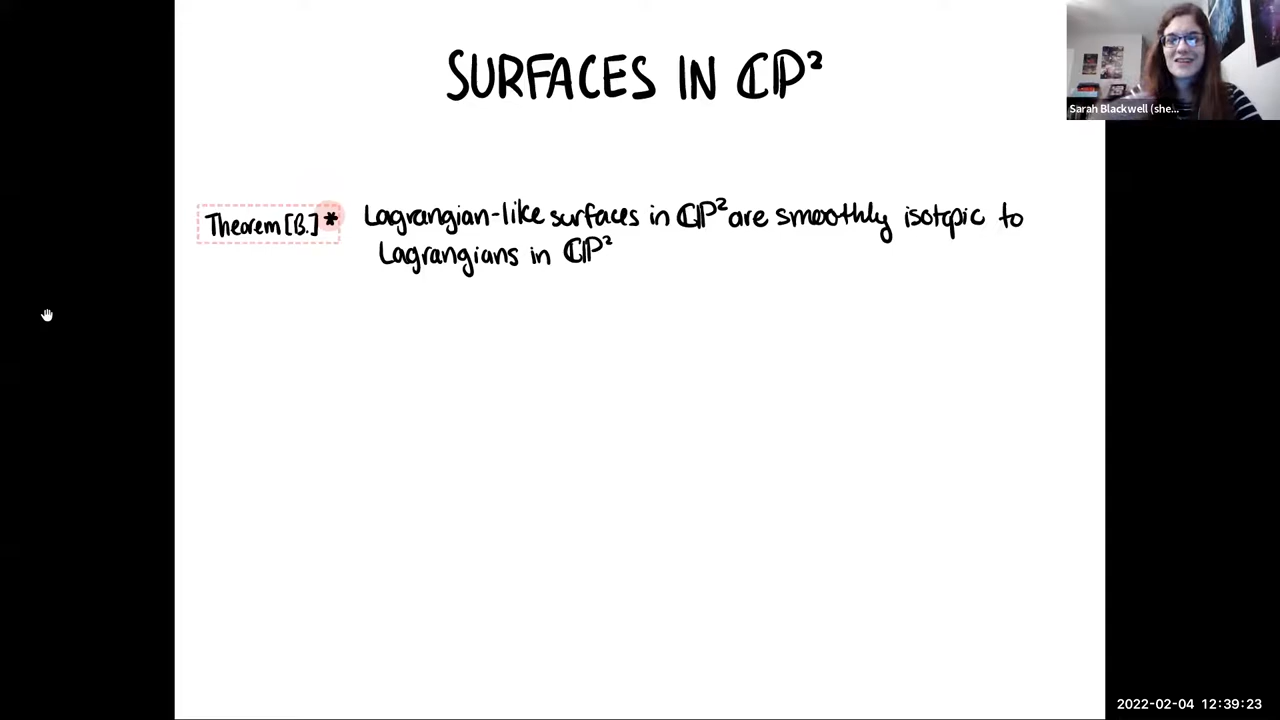 SURFACES IN ℂP²
Sarah Blackwell (she...
Theorem [B.]* Lagrangian-like surfaces in ℂP² are smoothly isotopic to
Lagrangians in ℂP²
2022-02-04 12:39:23